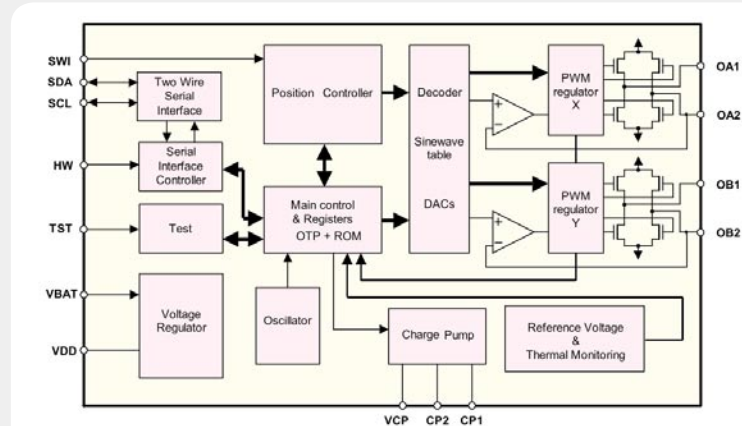 SWI
SDA
SCL
HW
TST
VBAT
VDD
Two Wire
Serial
Interface
Serial
Interface
Controller
Test
Voltage
Regulator
Position Controller
Main control
& Registers
OTP + ROM
Oscillator
Decoder
Sinewave
table
DACs
Charge Pump
+
−
+
−
PWM
regulator
X
PWM
regulator
Y
Reference Voltage
&
Thermal Monitoring
OA1
OA2
OB1
OB2
VCP
CP2
CP1